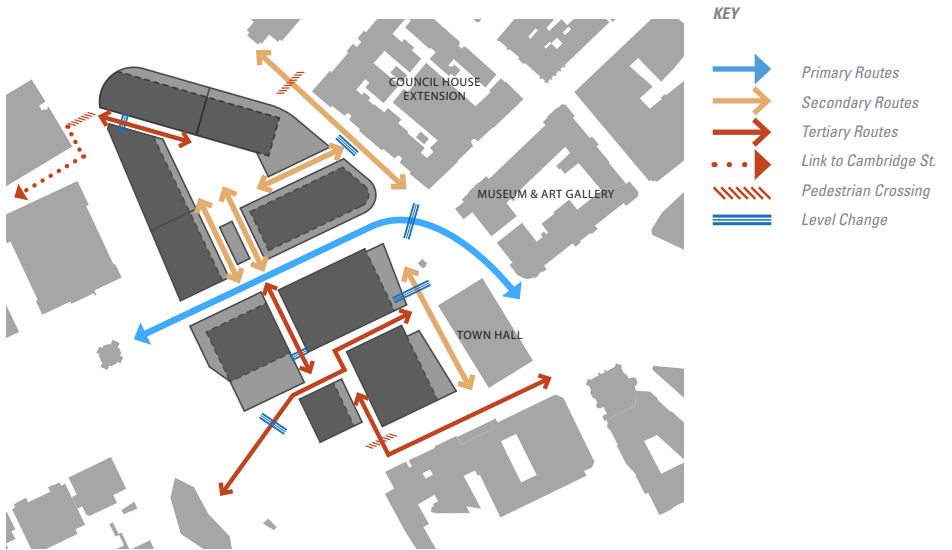 KEY
Primary Routes
Secondary Routes
Tertiary Routes
Link to Cambridge St.
Pedestrian Crossing
Level Change
COUNCIL HOUSE
EXTENSION
MUSEUM & ART GALLERY
TOWN HALL